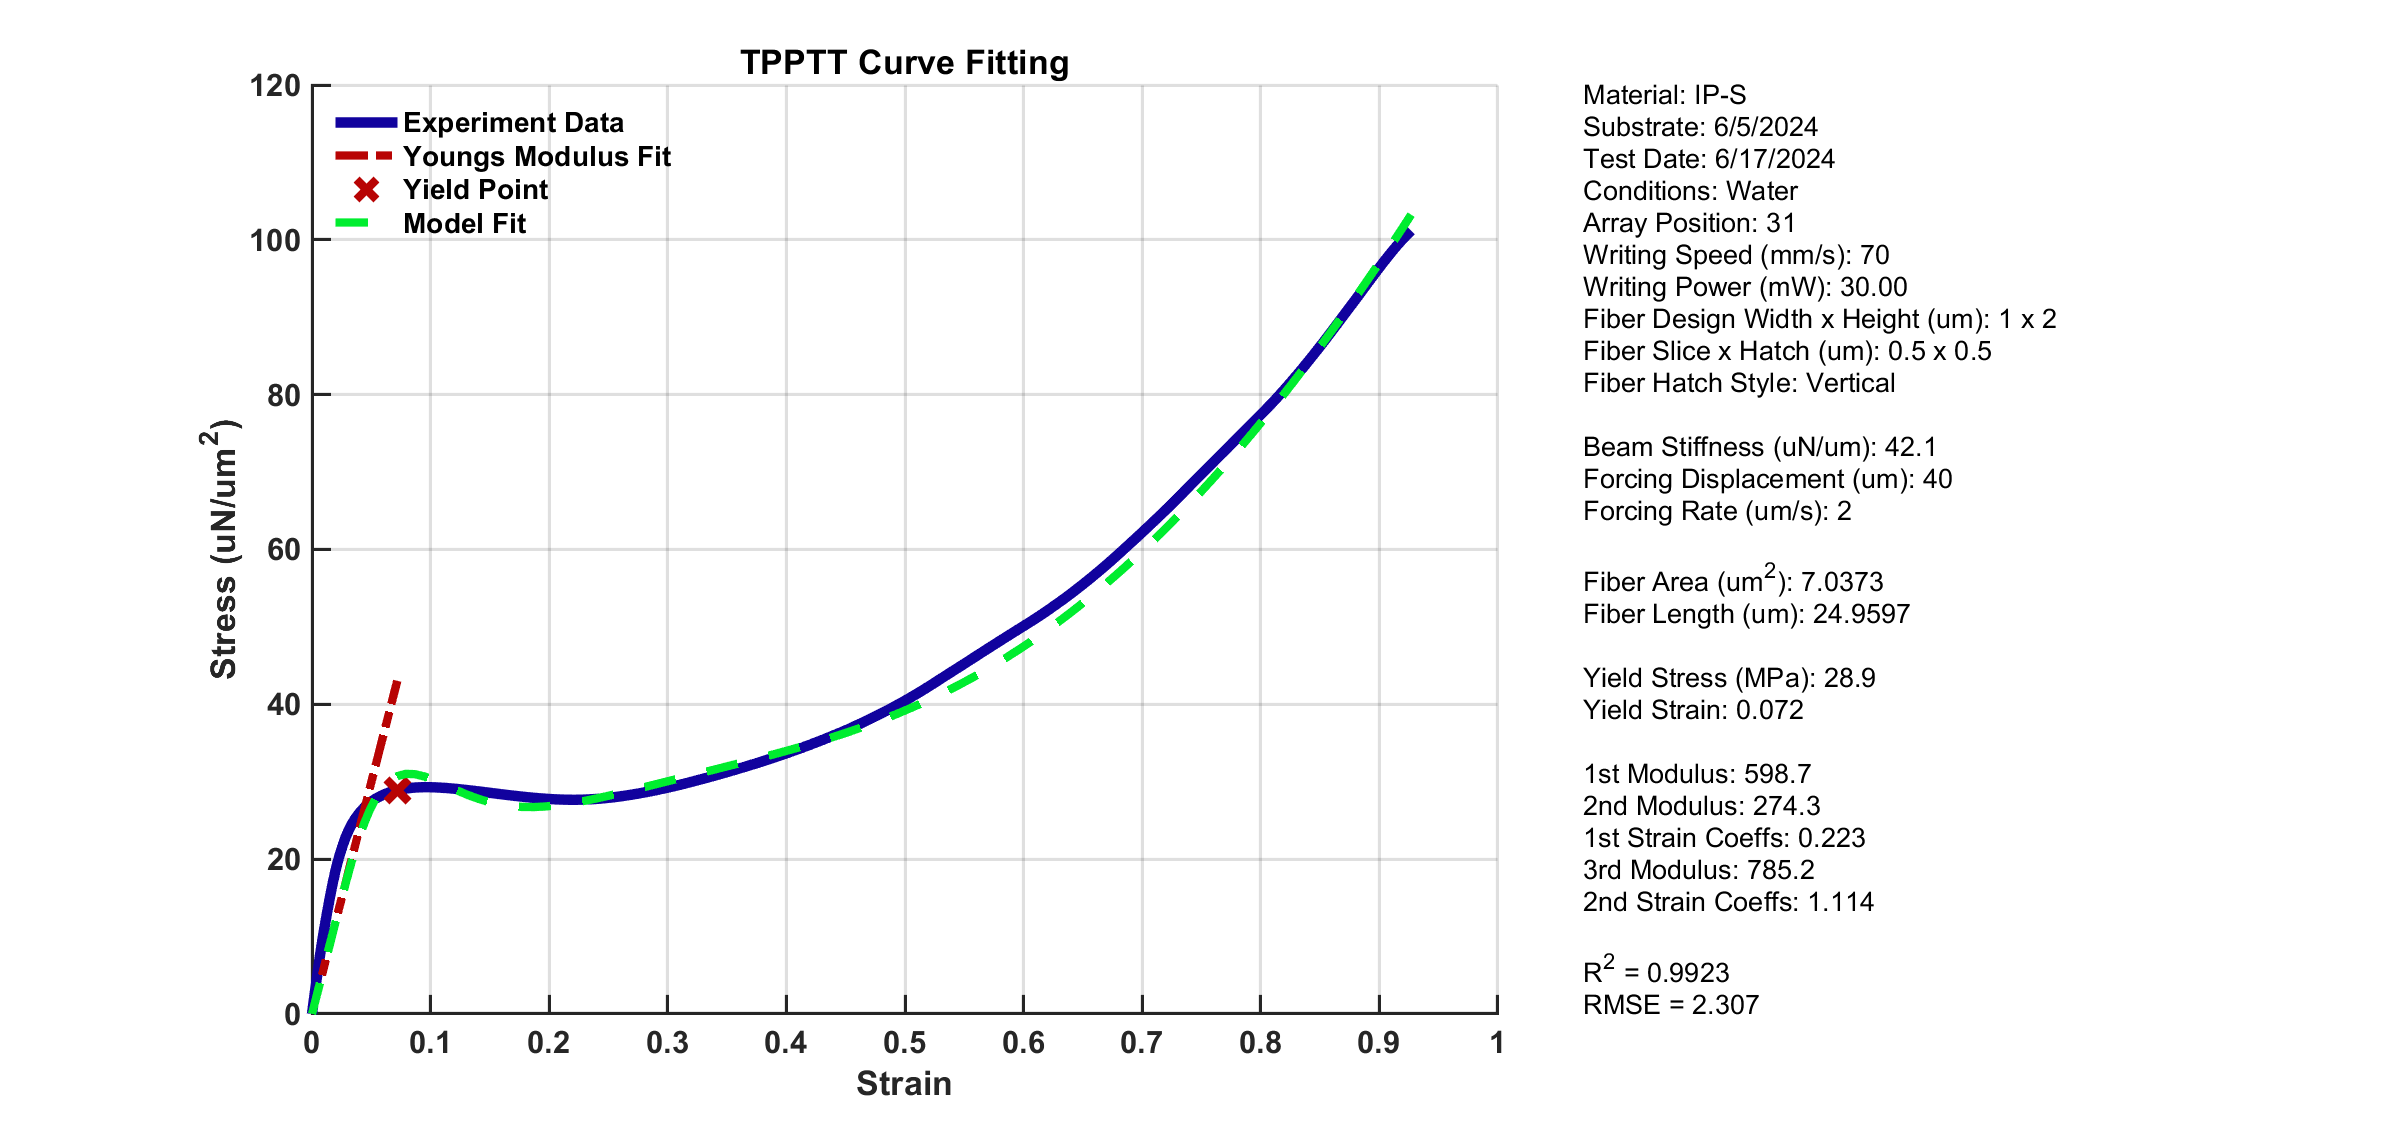 TPPTT Curve Fitting
120
100
80
60
40
20
0
Stress (uN/um²)
Experiment Data
Youngs Modulus Fit
Yield Point
Model Fit
0 0.1 0.2 0.3 0.4 0.5 0.6 0.7 0.8 0.9 1
Strain
Material: IP-S
Substrate: 6/5/2024
Test Date: 6/17/2024
Conditions: Water
Array Position: 31
Writing Speed (mm/s): 70
Writing Power (mW): 30.00
Fiber Design Width x Height (um): 1 x 2
Fiber Slice x Hatch (um): 0.5 x 0.5
Fiber Hatch Style: Vertical
Beam Stiffness (uN/um): 42.1
Forcing Displacement (um): 40
Forcing Rate (um/s): 2
Fiber Area (um²): 7.0373
Fiber Length (um): 24.9597
Yield Stress (MPa): 28.9
Yield Strain: 0.072
1st Modulus: 598.7
2nd Modulus: 274.3
1st Strain Coeffs: 0.223
3rd Modulus: 785.2
2nd Strain Coeffs: 1.114
R² = 0.9923
RMSE = 2.307